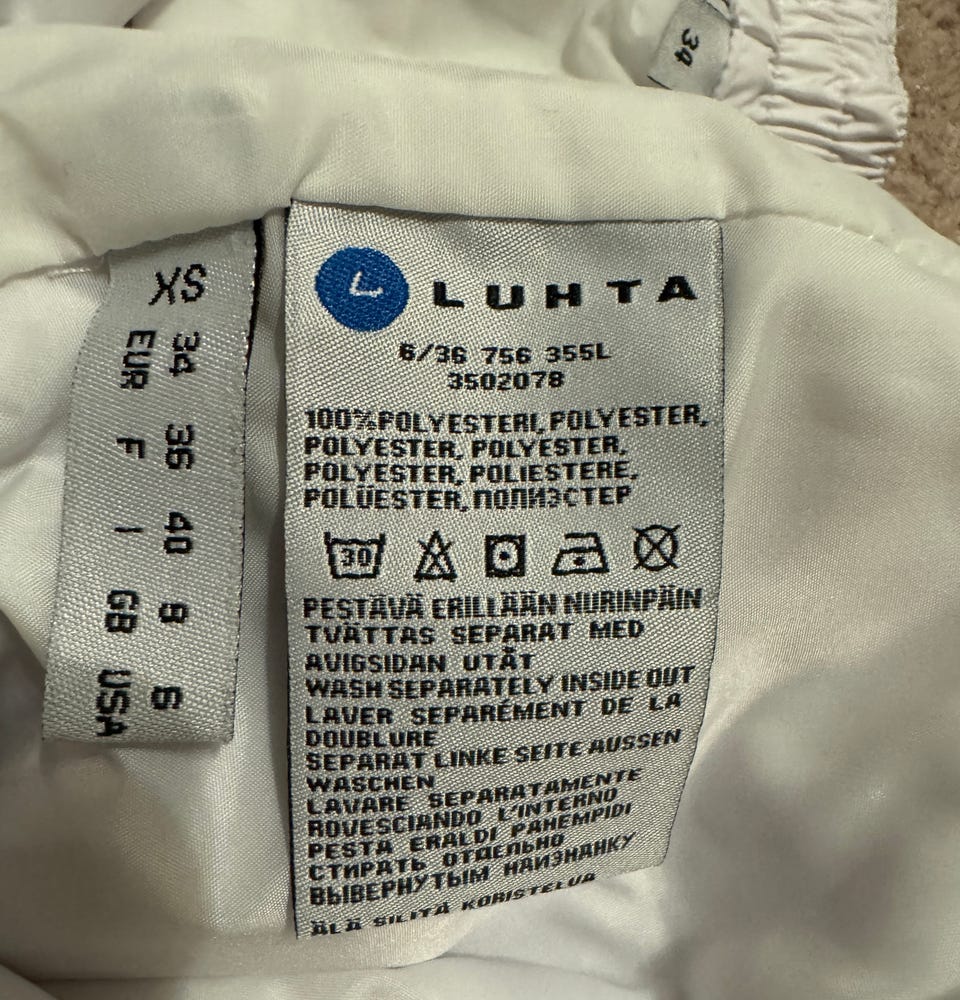 34
XS
34 36 40 8 6
EUR F I GB USA
L LUHTA
6/36 756 355L
3502078
100%POLYESTERI,POLYESTER,
POLYESTER, POLYESTER,
POLYESTER, POLIESTERE,
POLÜESTER,ПОЛИЭСТЕР
30
PESTÄVÄ ERILLÄÄN NURINPÄIN
TVÄTTAS SEPARAT MED
AVIGSIDAN UTÅT
WASH SEPARATELY INSIDE OUT
LAVER SEPARÉMENT DE LA
DOUBLURE
SEPARAT LINKE SEITE AUSSEN
WASCHEN
LAVARE SEPARATAMENTE
ROVESCIANDO L'INTERNO
PESTA ERALDI PAHEMPIDI
СТИРАТЬ ОТДЕЛЬНО
ВЫВЕРНУТЫМ НАИЗНАНКУ
ÄLÄ SILITÄ KORISTELUA